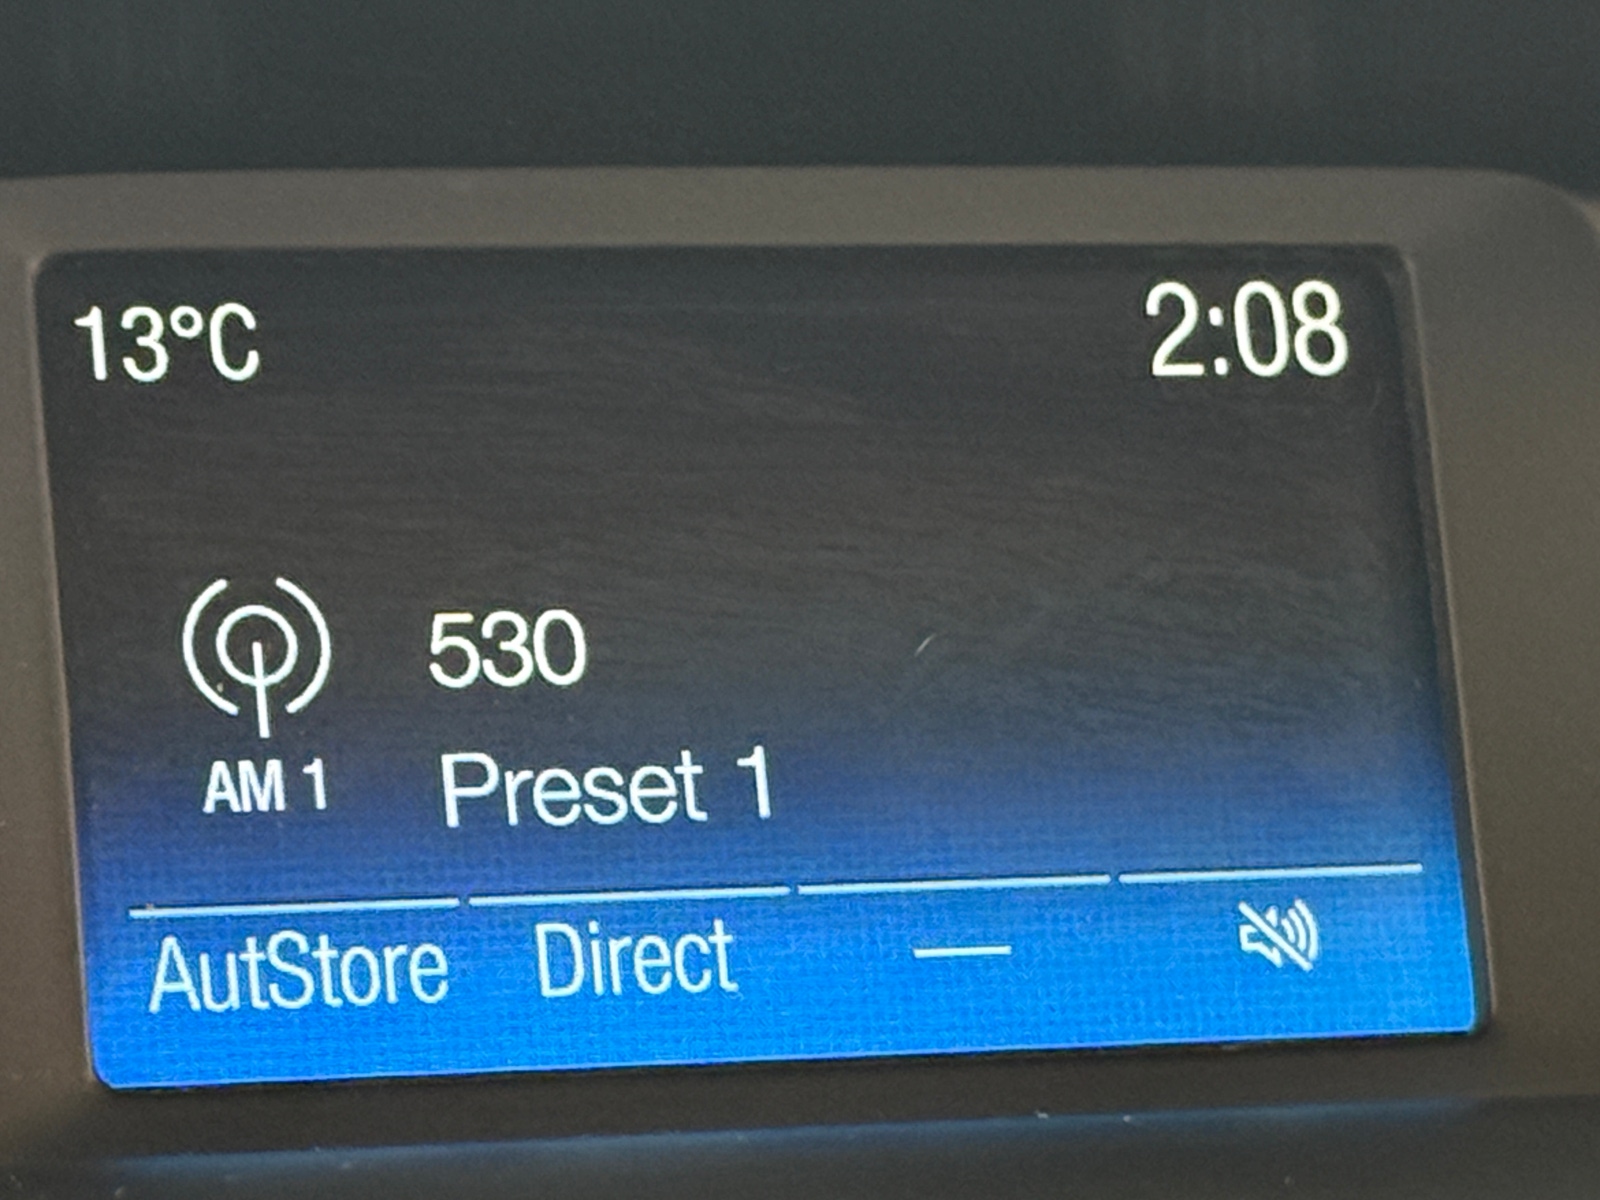 13°C 2:08
530
AM 1 Preset 1
AutStore Direct —